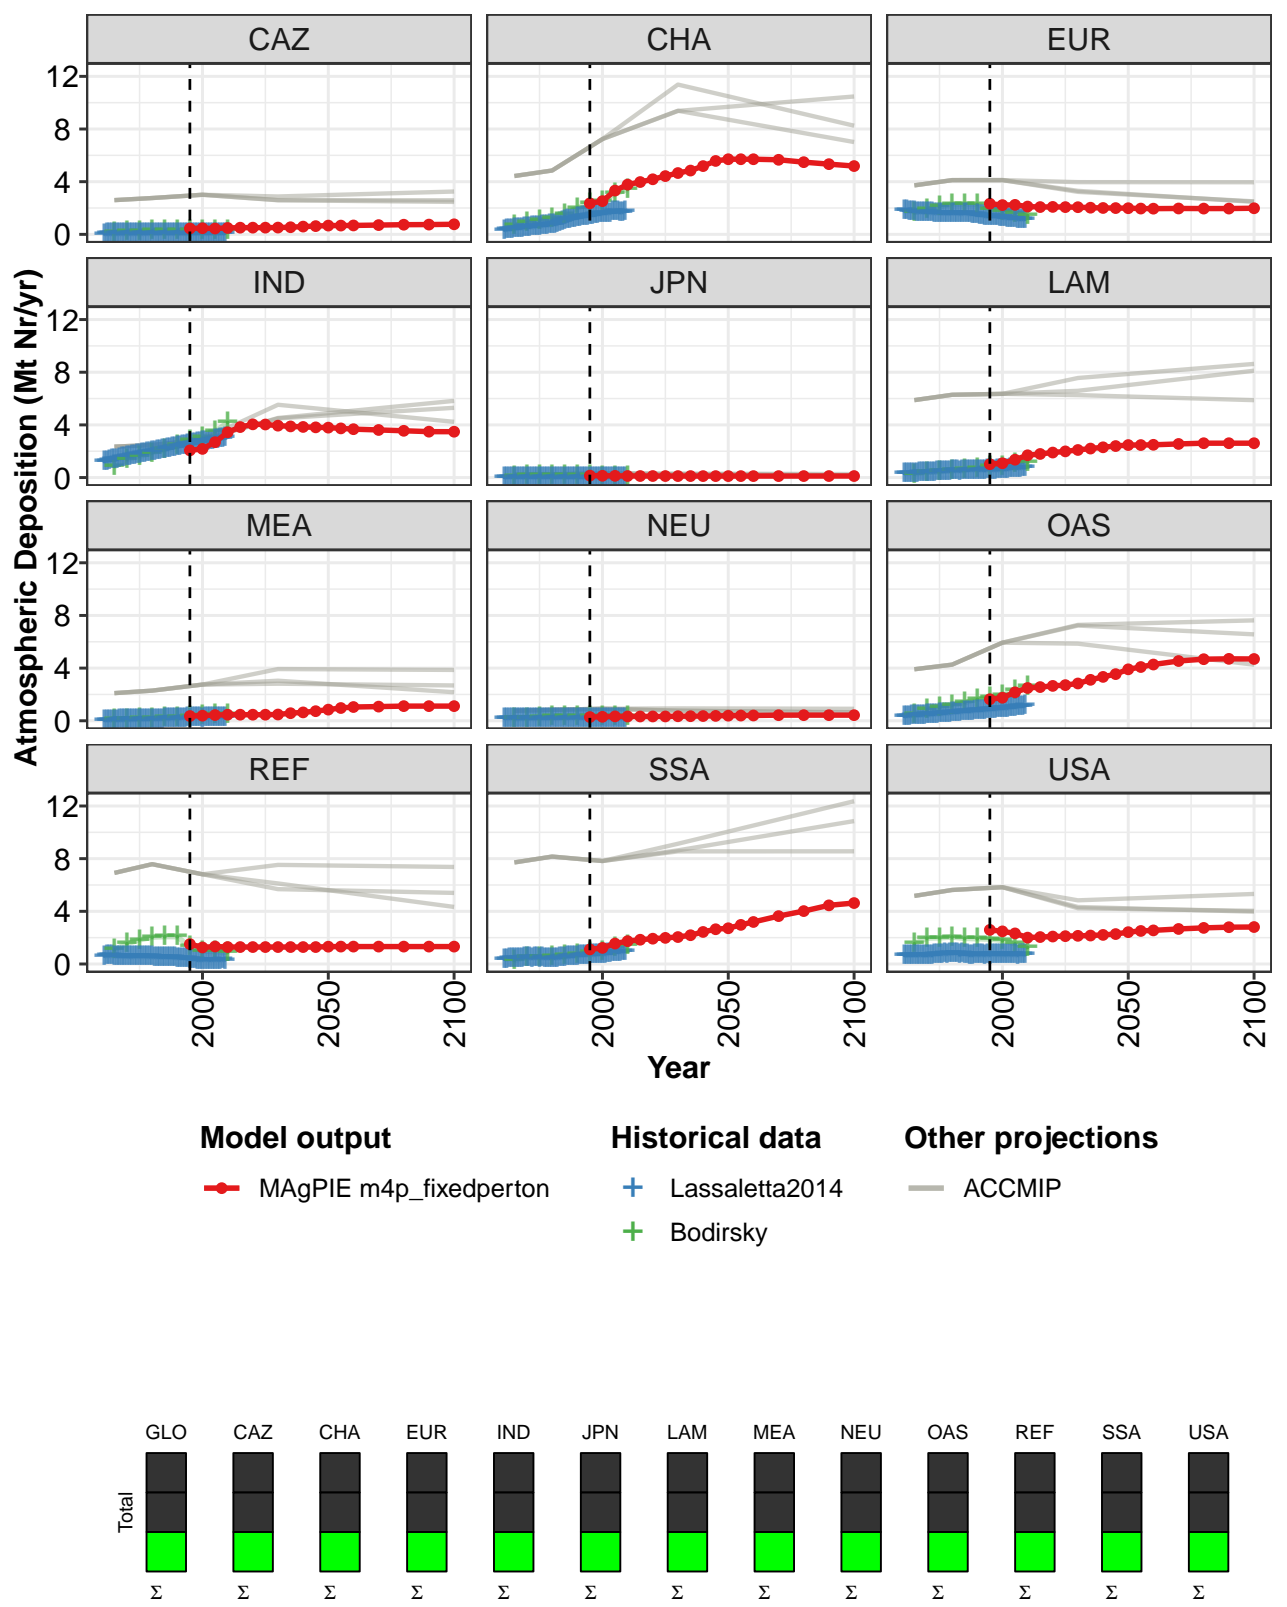 CAZ CHA EUR
12
8
4
0
IND JPN LAM
12
8
4
0
MEA NEU OAS
12
8
4
0
REF SSA USA
12
8
4
0
Atmospheric Deposition (Mt Nr/yr)
2000 2050 2100 2000 2050 2100 2000 2050 2100
Year
Model output Historical data Other projections
MAgPIE m4p_fixedperton Lassaletta2014 ACCMIP
Bodirsky
GLO CAZ CHA EUR IND JPN LAM MEA NEU OAS REF SSA USA
Total
Σ Σ Σ Σ Σ Σ Σ Σ Σ Σ Σ Σ Σ